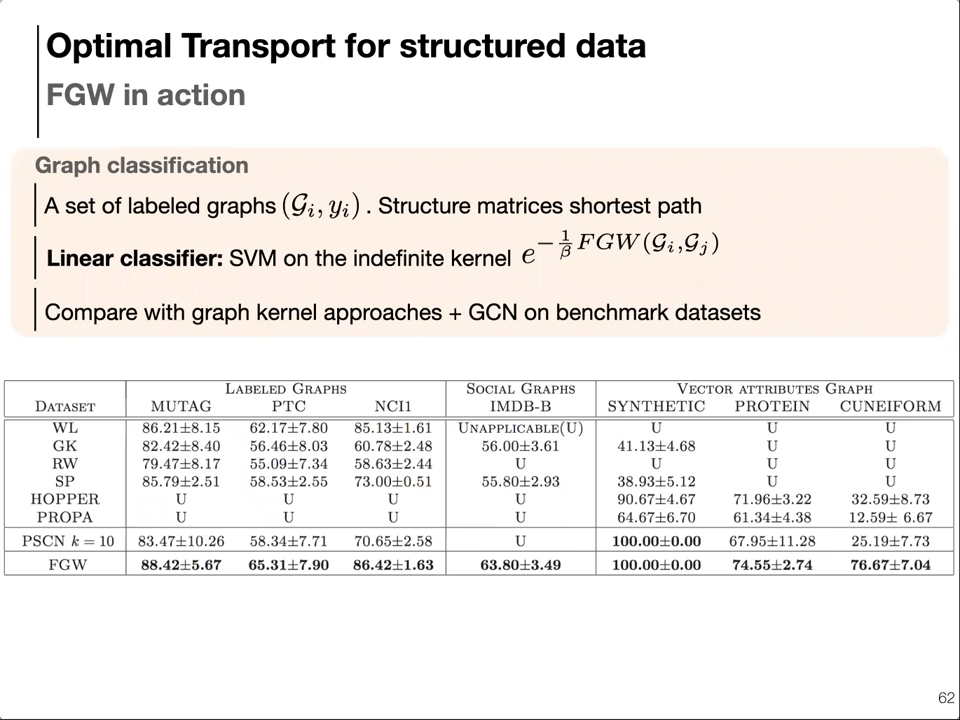 Optimal Transport for structured data
FGW in action
Graph classification
A set of labeled graphs (𝒢ᵢ, yᵢ) . Structure matrices shortest path
Linear classifier: SVM on the indefinite kernel e^{−(1/β) FGW(𝒢ᵢ,𝒢ⱼ)}
Compare with graph kernel approaches + GCN on benchmark datasets
LABELED GRAPHS SOCIAL GRAPHS VECTOR ATTRIBUTES GRAPH
DATASET MUTAG PTC NCI1 IMDB-B SYNTHETIC PROTEIN CUNEIFORM
WL 86.21±8.15 62.17±7.80 85.13±1.61 UNAPPLICABLE(U) U U U
GK 82.42±8.40 56.46±8.03 60.78±2.48 56.00±3.61 41.13±4.68 U U
RW 79.47±8.17 55.09±7.34 58.63±2.44 U U U U
SP 85.79±2.51 58.53±2.55 73.00±0.51 55.80±2.93 38.93±5.12 U U
HOPPER U U U U 90.67±4.67 71.96±3.22 32.59±8.73
PROPA U U U U 64.67±6.70 61.34±4.38 12.59± 6.67
PSCN k = 10 83.47±10.26 58.34±7.71 70.65±2.58 U 100.00±0.00 67.95±11.28 25.19±7.73
FGW 88.42±5.67 65.31±7.90 86.42±1.63 63.80±3.49 100.00±0.00 74.55±2.74 76.67±7.04
62